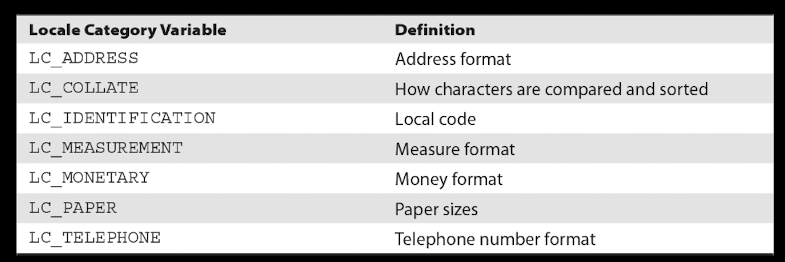 Locale Category Variable Definition
LC_ADDRESS Address format
LC_COLLATE How characters are compared and sorted
LC_IDENTIFICATION Local code
LC_MEASUREMENT Measure format
LC_MONETARY Money format
LC_PAPER Paper sizes
LC_TELEPHONE Telephone number format